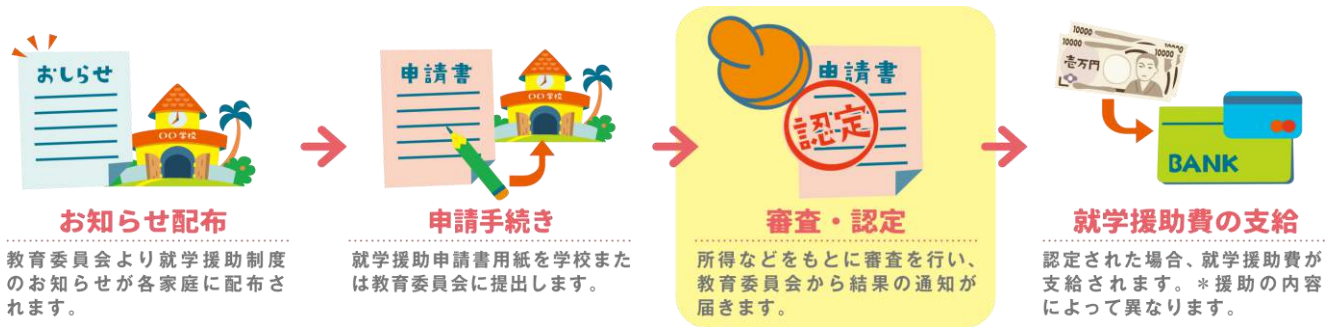 おしらせ
〇〇学校
お知らせ配布
教育委員会より就学援助制度
のお知らせが各家庭に配布さ
れます。
申請書
〇〇学校
申請手続き
就学援助申請書用紙を学校また
は教育委員会に提出します。
申請書
認定
審査・認定
所得などをもとに審査を行い、
教育委員会から結果の通知が
届きます。
10000
10000
10000
10000
壱万円
BANK
就学援助費の支給
認定された場合、就学援助費が
支給されます。＊援助の内容
によって異なります。